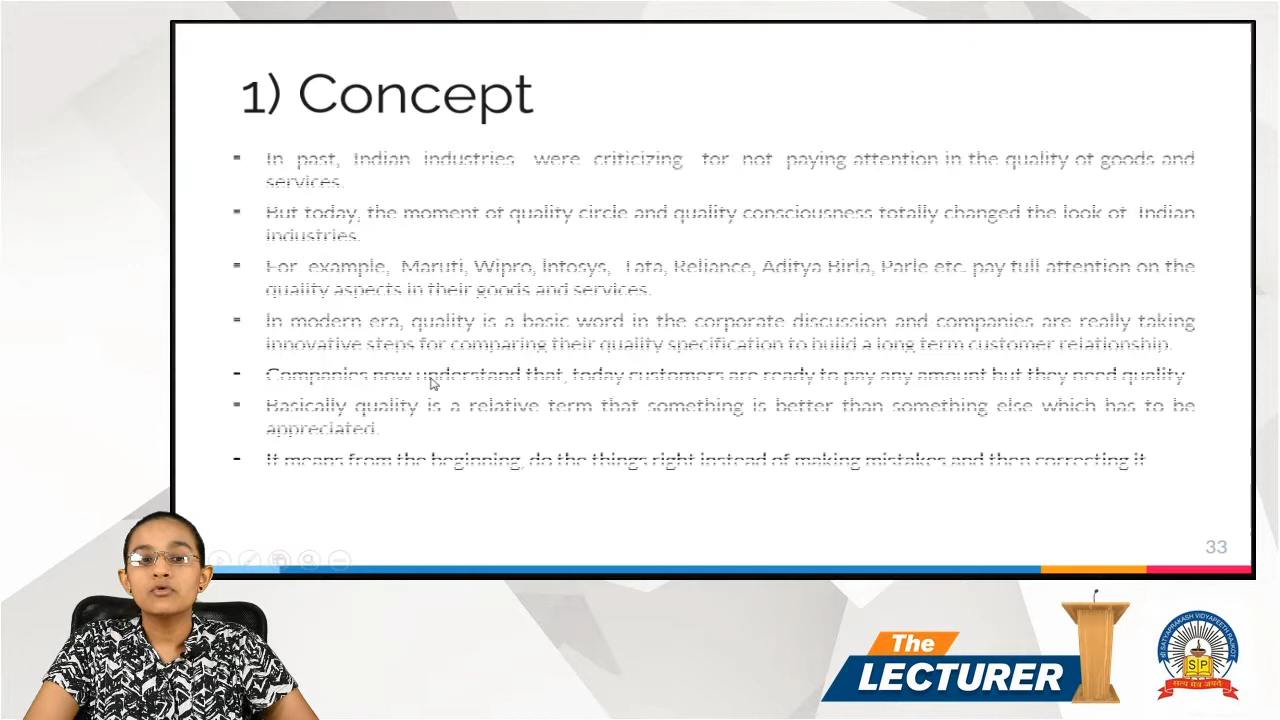 1) Concept
In past, Indian industries were criticizing for not paying attention in the quality of goods and
services.
But today, the moment of quality circle and quality consciousness totally changed the look of Indian
industries.
For example, Maruti, Wipro, Infosys, Tata, Reliance, Aditya Birla, Parle etc. pay full attention on the
quality aspects in their goods and services.
In modern era, quality is a basic word in the corporate discussion and companies are really taking
innovative steps for comparing their quality specification to build a long term customer relationship.
Companies now understand that, today customers are ready to pay any amount but they need quality
Basically quality is a relative term that something is better than something else which has to be
appreciated.
It means from the beginning, do the things right instead of making mistakes and then correcting it
33
The
LECTURER
SP
सत्य मेव जयते